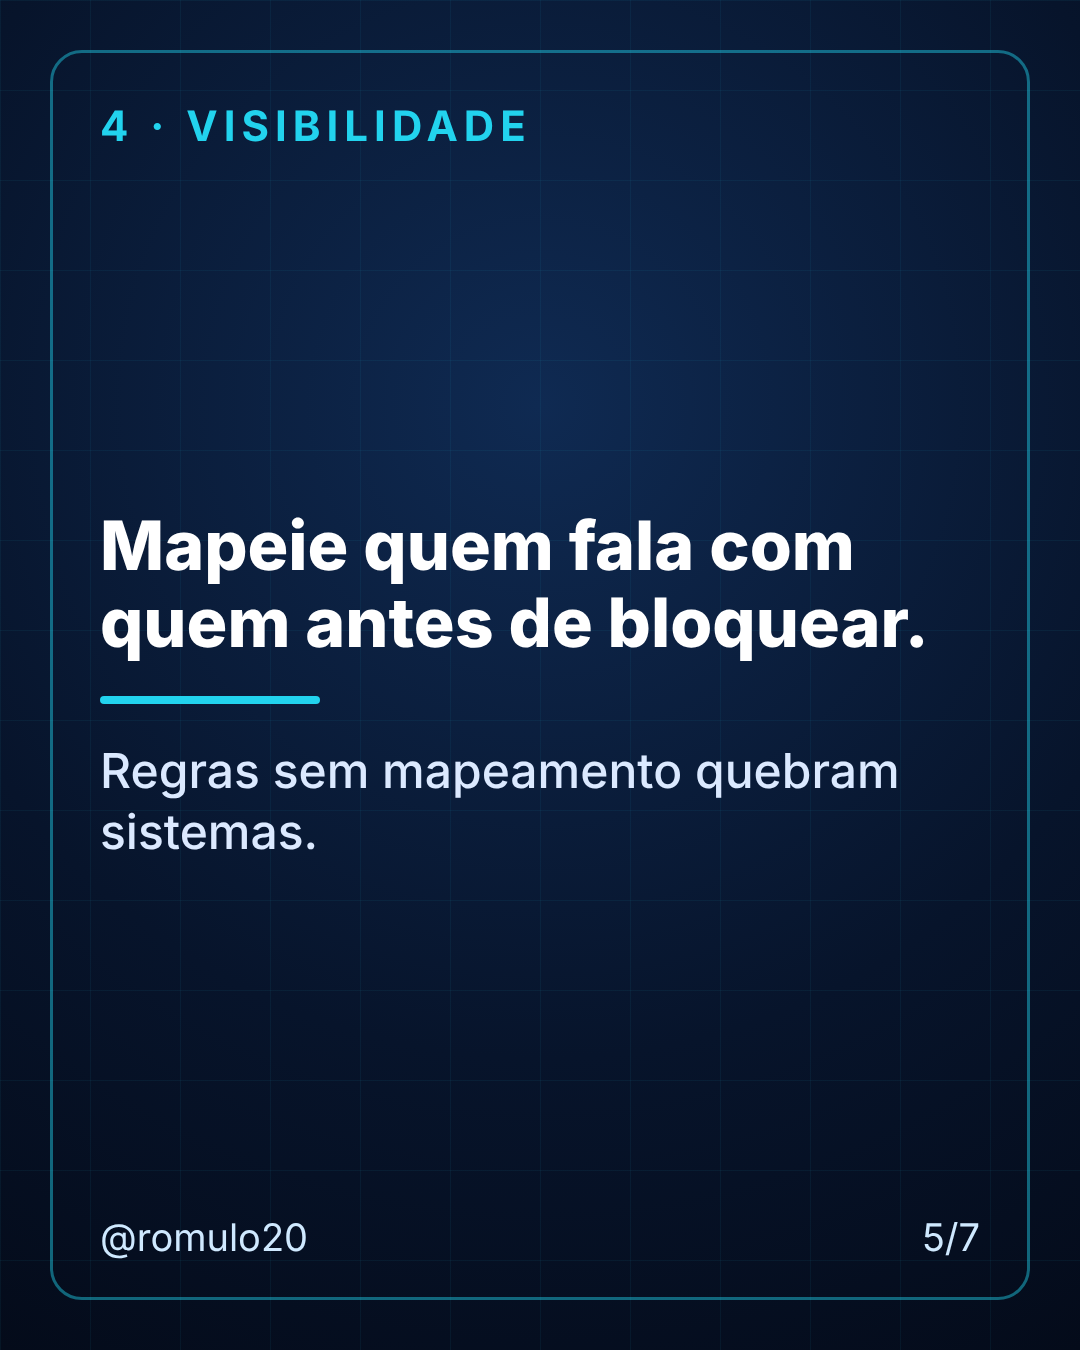 4 · VISIBILIDADE
Mapeie quem fala com
quem antes de bloquear.
Regras sem mapeamento quebram
sistemas.
@romulo20
5/7